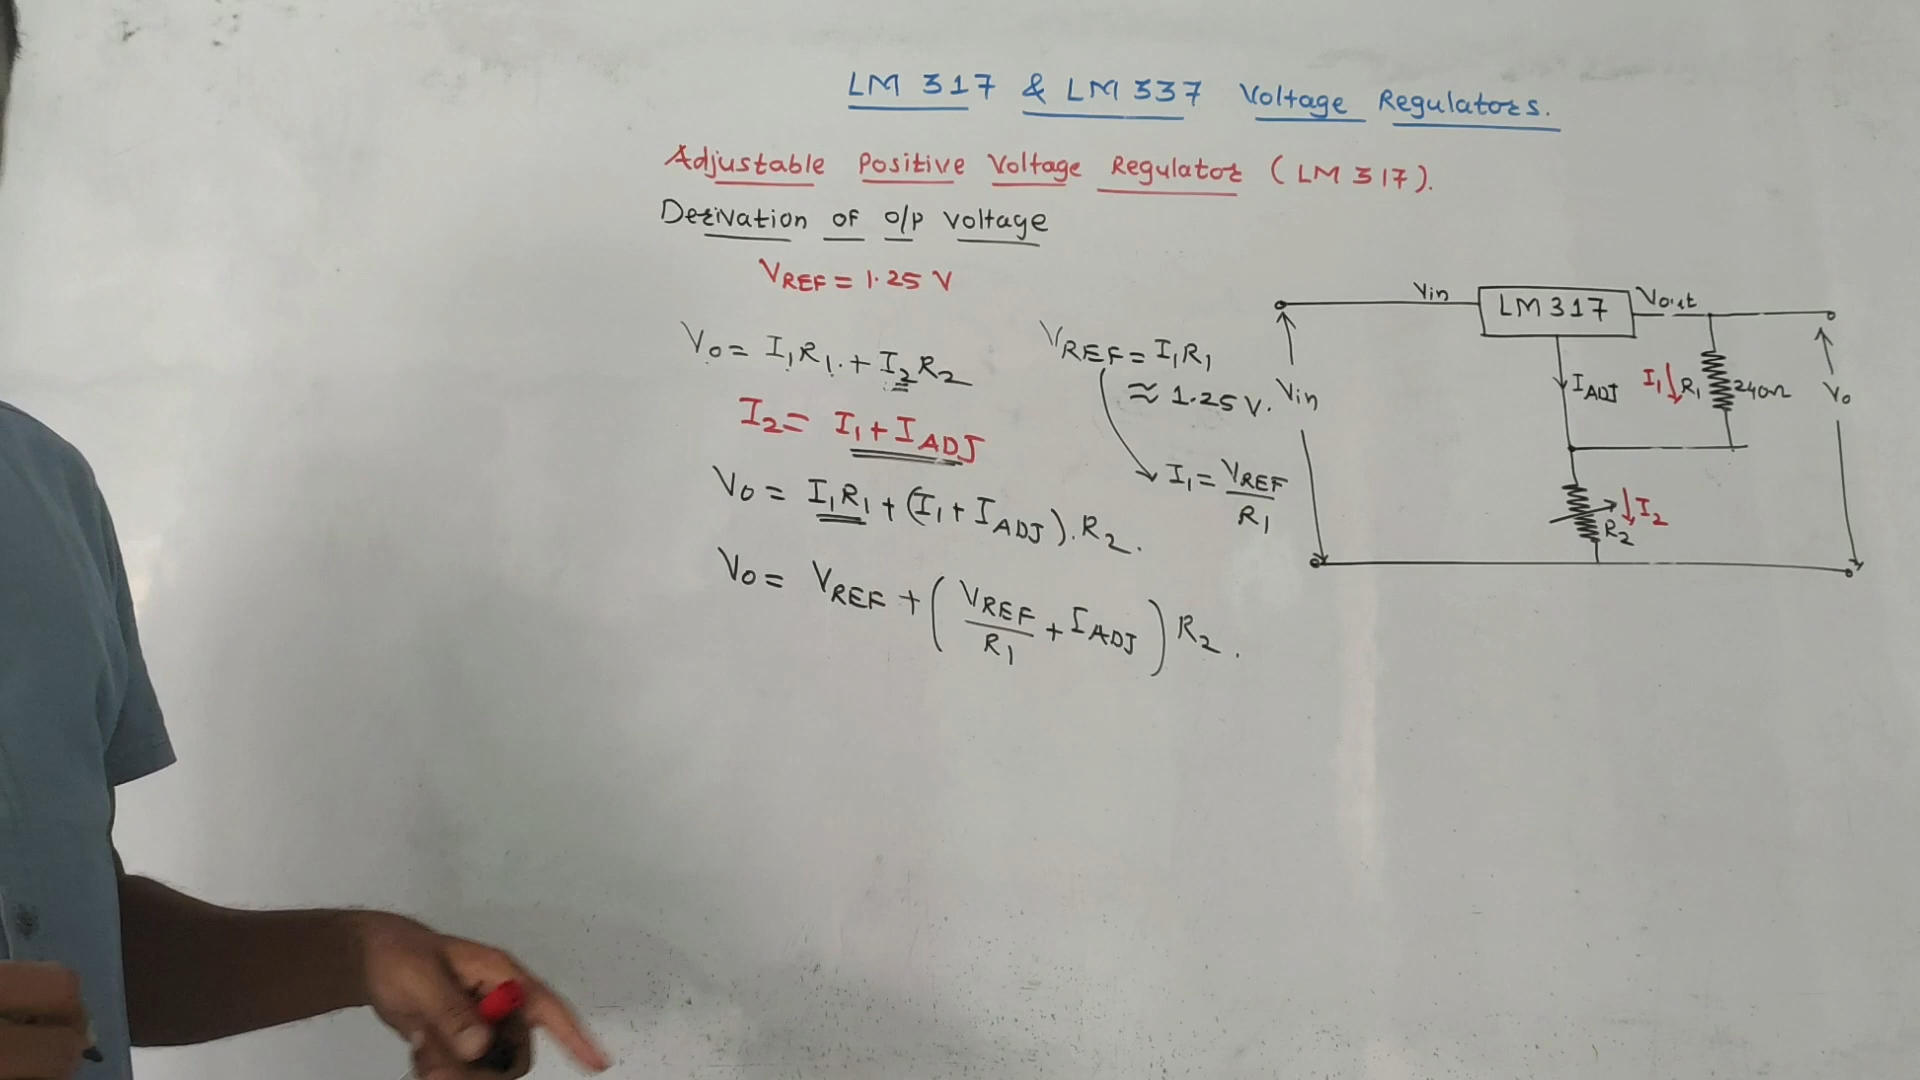 LM 317 & LM 337 Voltage Regulators.
Adjustable Positive Voltage Regulator (LM 317).
Derivation of o/p voltage
VREF = 1.25 V
Vo = I1R1 + I2R2
I2 = I1 + IADJ
Vo = I1R1 + (I1 + IADJ).R2.
Vo = VREF + (VREF/R1 + IADJ) R2.
VREF = I1R1
≈ 1.25 V.
I1 = VREF/R1
Vin
LM 317
Vout
Vin
IADJ
I1
R1
240Ω
Vo
I2
R2